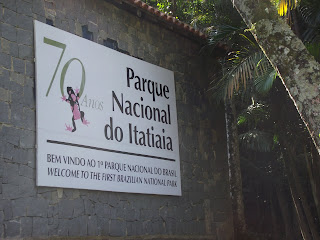 70 Anos
Parque
Nacional
do Itatiaia
BEM VINDO AO 1º PARQUE NACIONAL DO BRASIL
WELCOME TO THE FIRST BRAZILIAN NATIONAL PARK